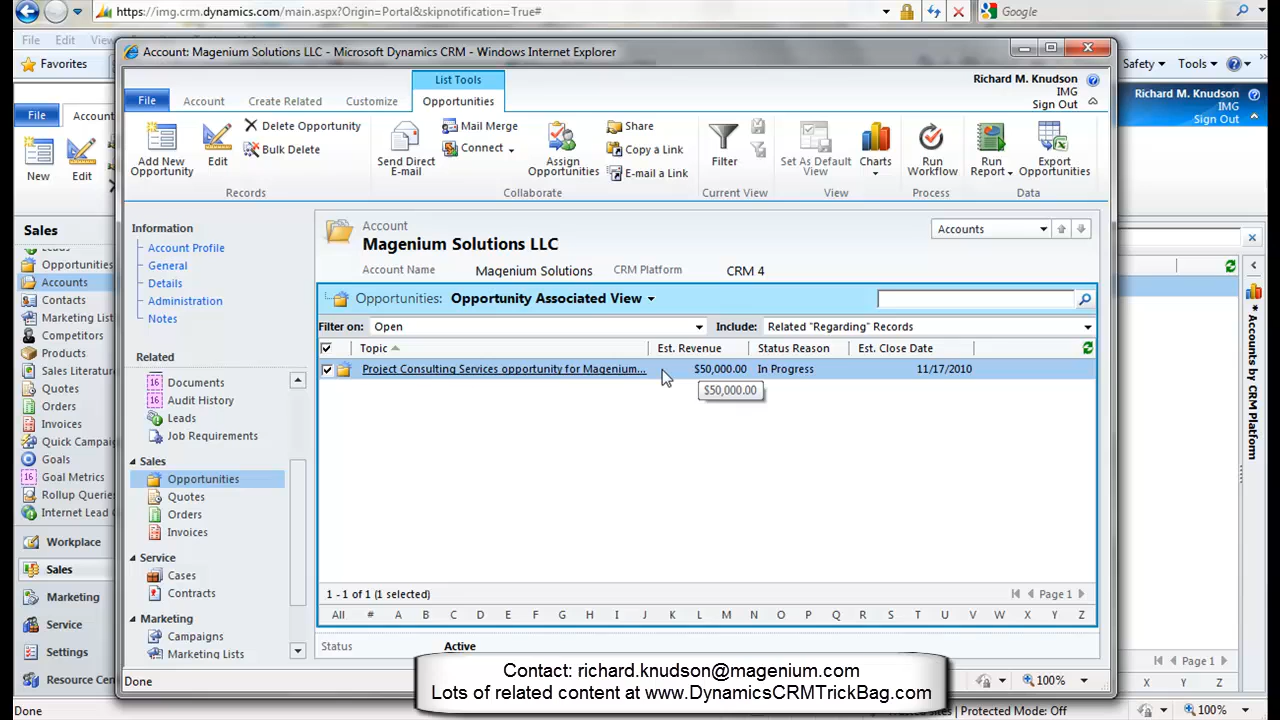 https://img.crm.dynamics.com/main.aspx?Origin=Portal&skipnotification=True#
Google
File Edit
Favorites
Safety Tools
Account: Magenium Solutions LLC - Microsoft Dynamics CRM - Windows Internet Explorer
List Tools
File Account Create Related Customize Opportunities
Richard M. Knudson
IMG
Sign Out
Richard M. Knudson
IMG
Sign Out
File
New
Edit
Add New Opportunity
Edit
Delete Opportunity
Bulk Delete
Records
Send Direct E-mail
Mail Merge
Connect
Assign Opportunities
Share
Copy a Link
E-mail a Link
Collaborate
Filter
Current View
Set As Default View
Charts
View
Run Workflow
Process
Run Report
Export Opportunities
Data
Sales
Opportunities
Accounts
Contacts
Marketing List
Competitors
Products
Sales Literature
Quotes
Orders
Invoices
Quick Campaig
Goals
Goal Metrics
Rollup Queries
Internet Lead
Workplace
Sales
Marketing
Service
Settings
Resource Cen
Information
Account Profile
General
Details
Administration
Notes
Related
Documents
Audit History
Leads
Job Requirements
Sales
Opportunities
Quotes
Orders
Invoices
Service
Cases
Contracts
Marketing
Campaigns
Marketing Lists
Account
Magenium Solutions LLC
Accounts
Account Name Magenium Solutions CRM Platform CRM 4
Opportunities: Opportunity Associated View
Filter on: Open Include: Related "Regarding" Records
Topic Est. Revenue Status Reason Est. Close Date
Project Consulting Services opportunity for Magenium... $50,000.00 In Progress 11/17/2010
$50,000.00
1 - 1 of 1 (1 selected) Page 1
All # A B C D E F G H I J K L M N O P Q R S T U V W X Y Z
Status Active
Done 100%
Accounts by CRM Platform
Page 1
X Y Z
Contact: richard.knudson@magenium.com
Lots of related content at www.DynamicsCRMTrickBag.com
Done
Protected Mode: Off 100%